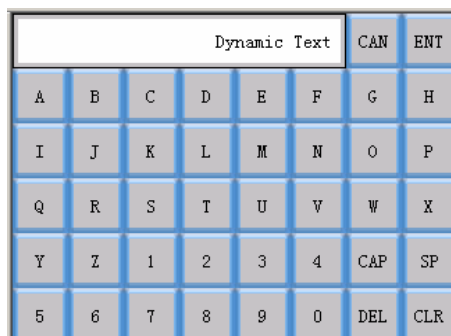 Dynamic Text CAN ENT
A B C D E F G H
I J K L M N O P
Q R S T U V W X
Y Z 1 2 3 4 CAP SP
5 6 7 8 9 0 DEL CLR